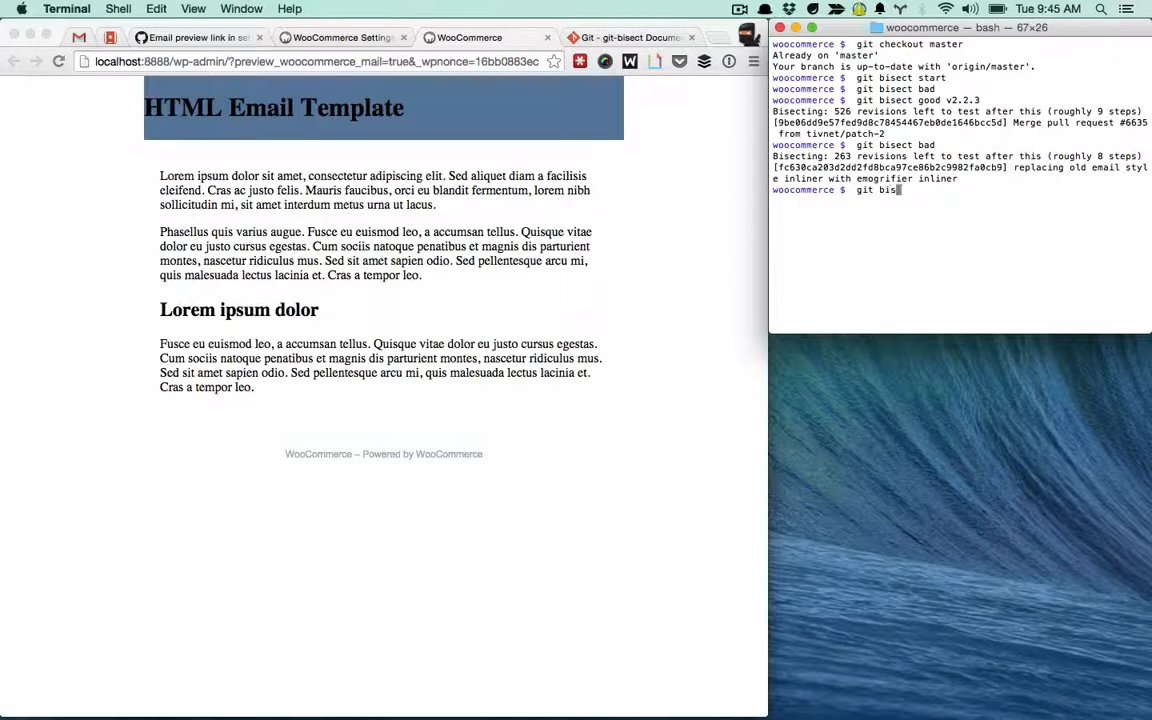 Terminal Shell Edit View Window Help Tue 9:45 AM
Email preview link in se
WooCommerce Settings
WooCommerce
Git - git-bisect Docume
localhost:8888/wp-admin/?preview_woocommerce_mail=true&_wpnonce=16bb0883ec
HTML Email Template
Lorem ipsum dolor sit amet, consectetur adipiscing elit. Sed aliquet diam a facilisis
eleifend. Cras ac justo felis. Mauris faucibus, orci eu blandit fermentum, lorem nibh
sollicitudin mi, sit amet interdum metus urna ut lacus.
Phasellus quis varius augue. Fusce eu euismod leo, a accumsan tellus. Quisque vitae
dolor eu justo cursus egestas. Cum sociis natoque penatibus et magnis dis parturient
montes, nascetur ridiculus mus. Sed sit amet sapien odio. Sed pellentesque arcu mi,
quis malesuada lectus lacinia et. Cras a tempor leo.
Lorem ipsum dolor
Fusce eu euismod leo, a accumsan tellus. Quisque vitae dolor eu justo cursus egestas.
Cum sociis natoque penatibus et magnis dis parturient montes, nascetur ridiculus mus.
Sed sit amet sapien odio. Sed pellentesque arcu mi, quis malesuada lectus lacinia et.
Cras a tempor leo.
WooCommerce – Powered by WooCommerce
woocommerce — bash — 67×26
woocommerce $ git checkout master
Already on 'master'
Your branch is up-to-date with 'origin/master'.
woocommerce $ git bisect start
woocommerce $ git bisect bad
woocommerce $ git bisect good v2.2.3
Bisecting: 526 revisions left to test after this (roughly 9 steps)
[9be06dd9e57fed9d8c78454467eb0de1646bcc5d] Merge pull request #6635
from tivnet/patch-2
woocommerce $ git bisect bad
Bisecting: 263 revisions left to test after this (roughly 8 steps)
[fc630ca203d2dd2fd8bca97ce86b2c9982fa0cb9] replacing old email styl
e inliner with emogrifier inliner
woocommerce $ git bis